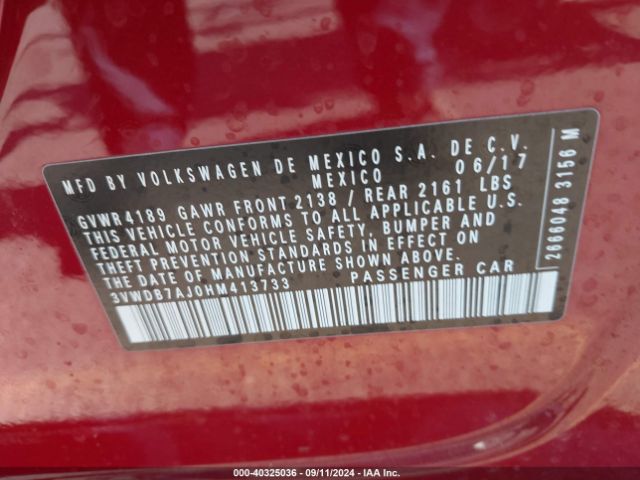 MFD BY VOLKSWAGEN DE MEXICO S.A. DE C.V.
MEXICO 06/17
GVWR4189 GAWR FRONT 2138 / REAR 2161 LBS
THIS VEHICLE CONFORMS TO ALL APPLICABLE U.S.
FEDERAL MOTOR VEHICLE SAFETY, BUMPER AND
THEFT PREVENTION STANDARDS IN EFFECT ON
THE DATE OF MANUFACTURE SHOWN ABOVE.
3VWDB7AJ0HM413733 PASSENGER CAR
2666048 3156 M
000-40325036 - 09/11/2024 - IAA Inc.